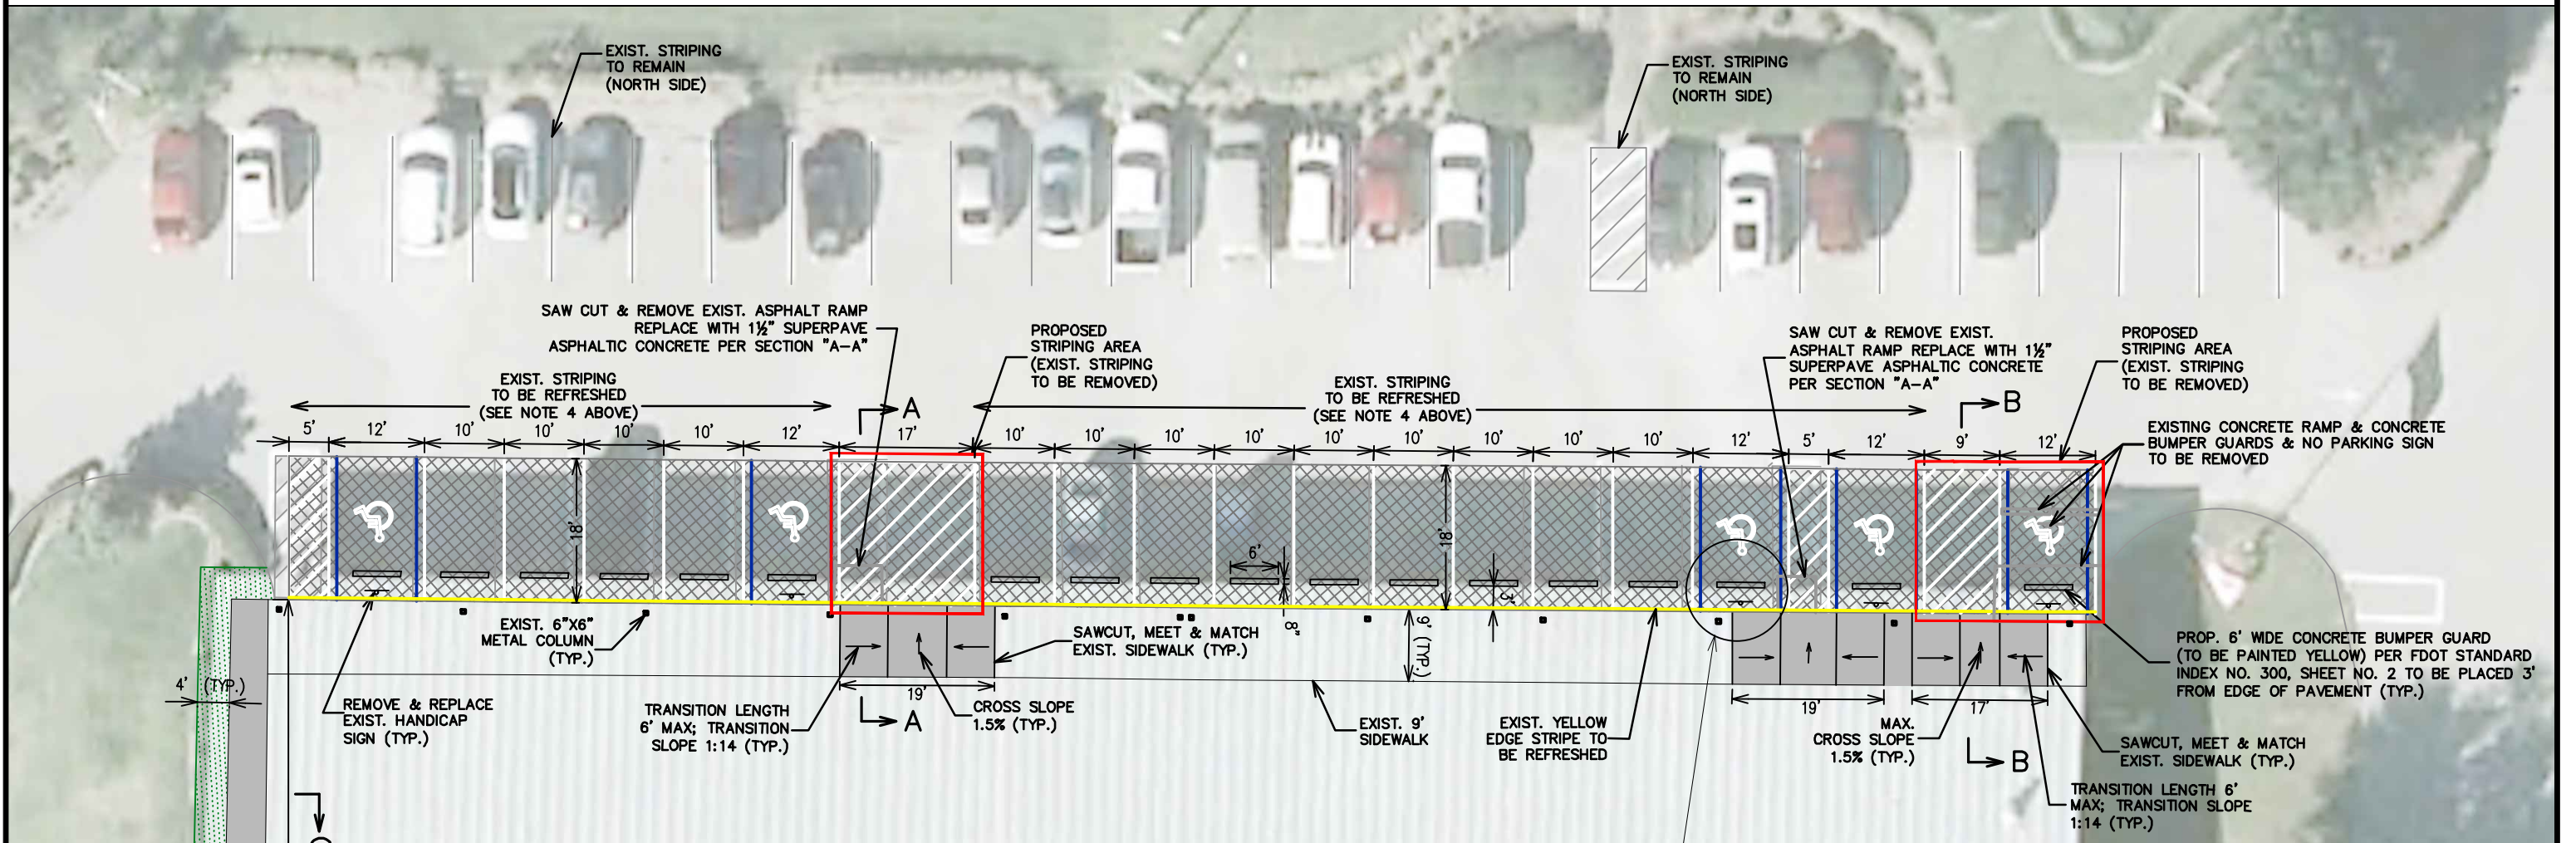 EXIST. STRIPING
TO REMAIN
(NORTH SIDE)
EXIST. STRIPING
TO REMAIN
(NORTH SIDE)
SAW CUT & REMOVE EXIST. ASPHALT RAMP
REPLACE WITH 1½" SUPERPAVE
ASPHALTIC CONCRETE PER SECTION "A-A"
PROPOSED
STRIPING AREA
(EXIST. STRIPING
TO BE REMOVED)
SAW CUT & REMOVE EXIST.
ASPHALT RAMP REPLACE WITH 1½"
SUPERPAVE ASPHALTIC CONCRETE
PER SECTION "A-A"
PROPOSED
STRIPING AREA
(EXIST. STRIPING
TO BE REMOVED)
EXIST. STRIPING
TO BE REFRESHED
(SEE NOTE 4 ABOVE)
EXIST. STRIPING
TO BE REFRESHED
(SEE NOTE 4 ABOVE)
A
B
EXISTING CONCRETE RAMP & CONCRETE
BUMPER GUARDS & NO PARKING SIGN
TO BE REMOVED
5' 12' 10' 10' 10' 10' 12' 17' 10' 10' 10' 10' 10' 10' 10' 10' 10' 12' 5' 12' 9' 12'
18'
18'
6'
3'
8"
9' (TYP.)
EXIST. 6"X6"
METAL COLUMN
(TYP.)
SAWCUT, MEET & MATCH
EXIST. SIDEWALK (TYP.)
PROP. 6' WIDE CONCRETE BUMPER GUARD
(TO BE PAINTED YELLOW) PER FDOT STANDARD
INDEX NO. 300, SHEET NO. 2 TO BE PLACED 3'
FROM EDGE OF PAVEMENT (TYP.)
4' (TYP.)
19'
19'
17'
REMOVE & REPLACE
EXIST. HANDICAP
SIGN (TYP.)
TRANSITION LENGTH
6' MAX; TRANSITION
SLOPE 1:14 (TYP.)
A
CROSS SLOPE
1.5% (TYP.)
EXIST. 9'
SIDEWALK
EXIST. YELLOW
EDGE STRIPE TO
BE REFRESHED
MAX.
CROSS SLOPE
1.5% (TYP.)
B
SAWCUT, MEET & MATCH
EXIST. SIDEWALK (TYP.)
TRANSITION LENGTH 6'
MAX; TRANSITION SLOPE
1:14 (TYP.)